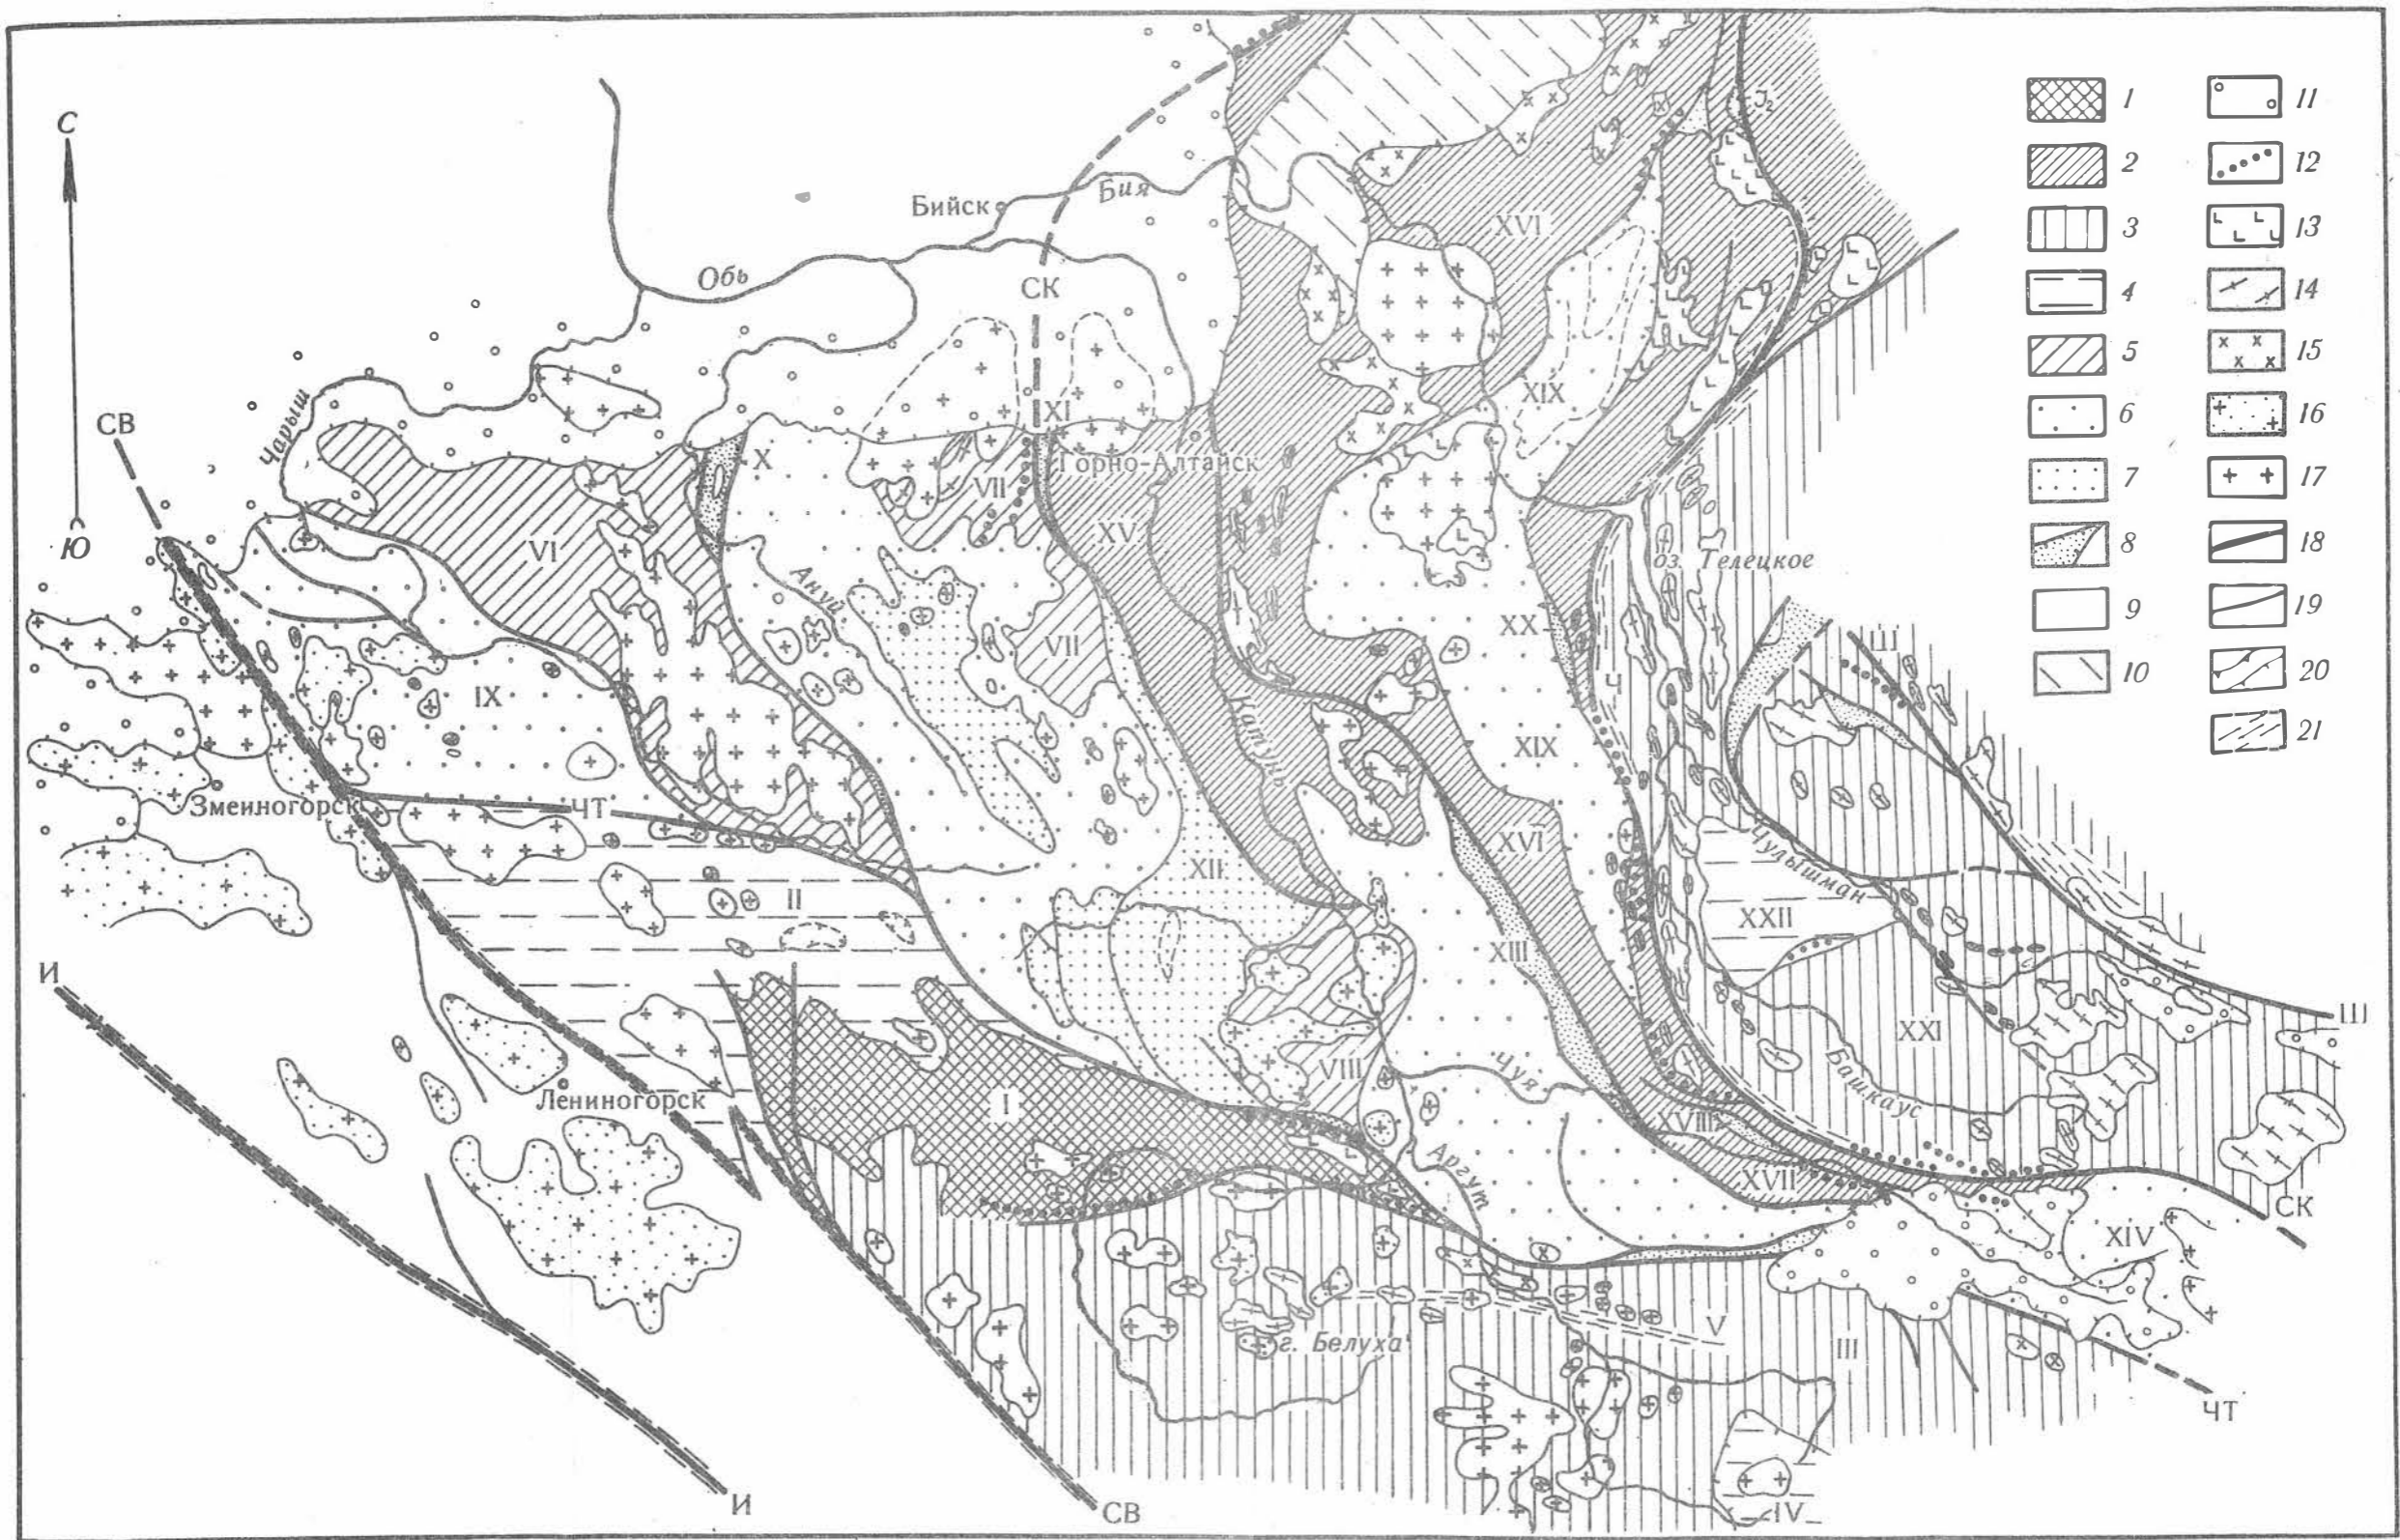 С
Ю
СВ
Чарыш
Обь
Бийск
Бия
СК
XI
Горно-Алтайск
X
VII
VI
XV
XVI
XIX
J₂
Ануй
VII
оз. Телецкое
XX
Ч
Ш
IX
Катунь
XIX
Змеиногорск
ЧТ
XII
XVI
Чулышман
II
XXII
XIII
XXI
И
Ш
Лениногорск
I
VIII
Чуя
Башкаус
XVIII
Аргут
XVII
СК
XIV
г. Белуха
V
III
ЧТ
И
СВ
IV
1
2
3
4
5
6
7
8
9
10
11
12
13
14
15
16
17
18
19
20
21